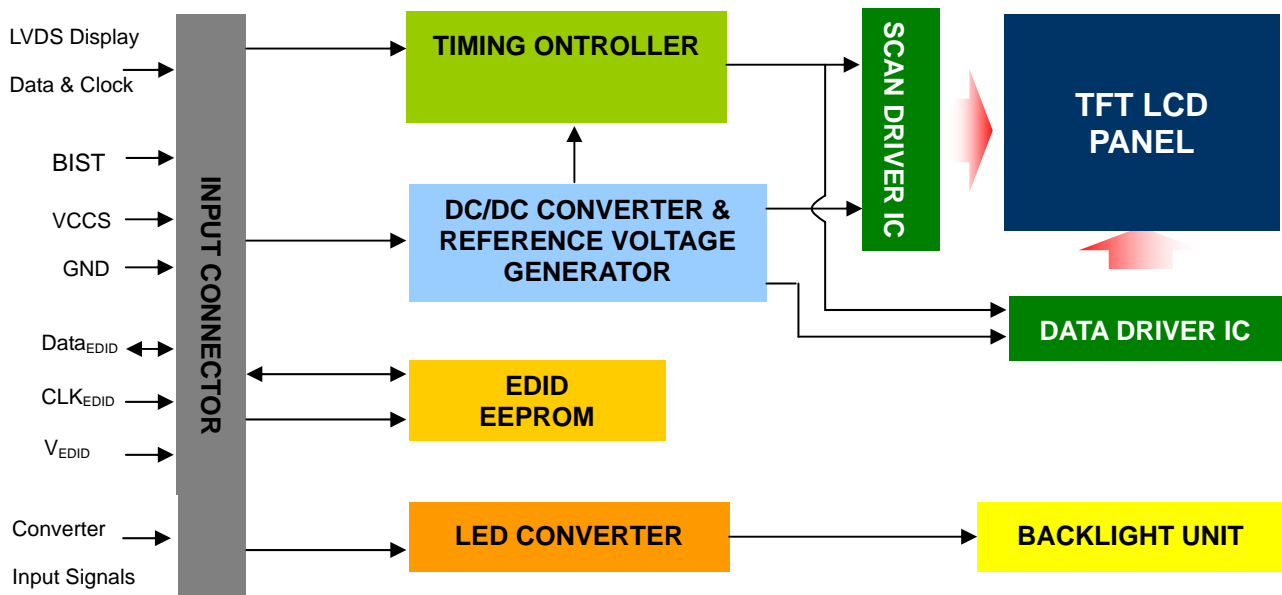 LVDS Display
Data & Clock
BIST
VCCS
GND
DataEDID
CLKEDID
VEDID
Converter
Input Signals
INPUT CONNECTOR
TIMING ONTROLLER
DC/DC CONVERTER &
REFERENCE VOLTAGE
GENERATOR
EDID
EEPROM
LED CONVERTER
SCAN DRIVER IC
TFT LCD
PANEL
DATA DRIVER IC
BACKLIGHT UNIT